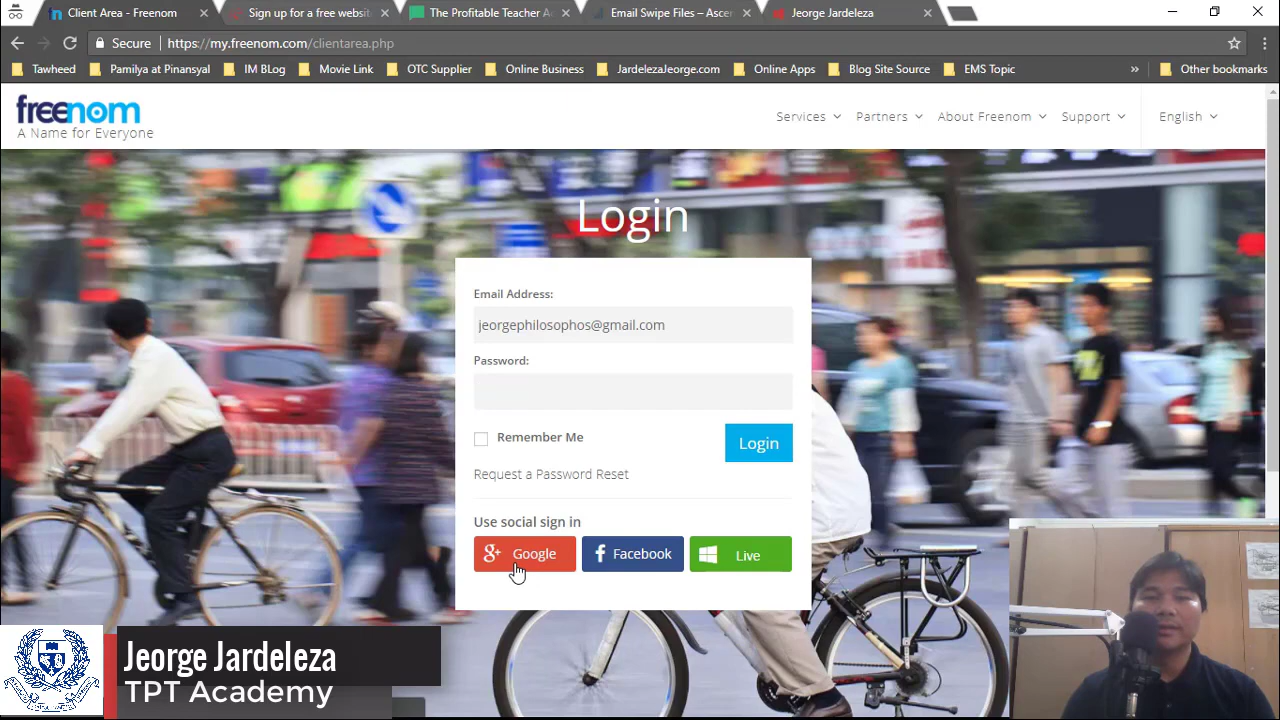 Client Area - Freenom
Sign up for a free websit
The Profitable Teacher A
Email Swipe Files – Asce
Jeorge Jardeleza
Secure
https://my.freenom.com/clientarea.php
Tawheed
Pamilya at Pinansyal
IM BLog
Movie Link
OTC Supplier
Online Business
JardelezaJeorge.com
Online Apps
Blog Site Source
EMS Topic
»
Other bookmarks
freenom
A Name for Everyone
Services
Partners
About Freenom
Support
English
Login
Email Address:
jeorgephilosophos@gmail.com
Password:
Remember Me
Login
Request a Password Reset
Use social sign in
g+ Google
f Facebook
Live
Jeorge Jardeleza
TPT Academy